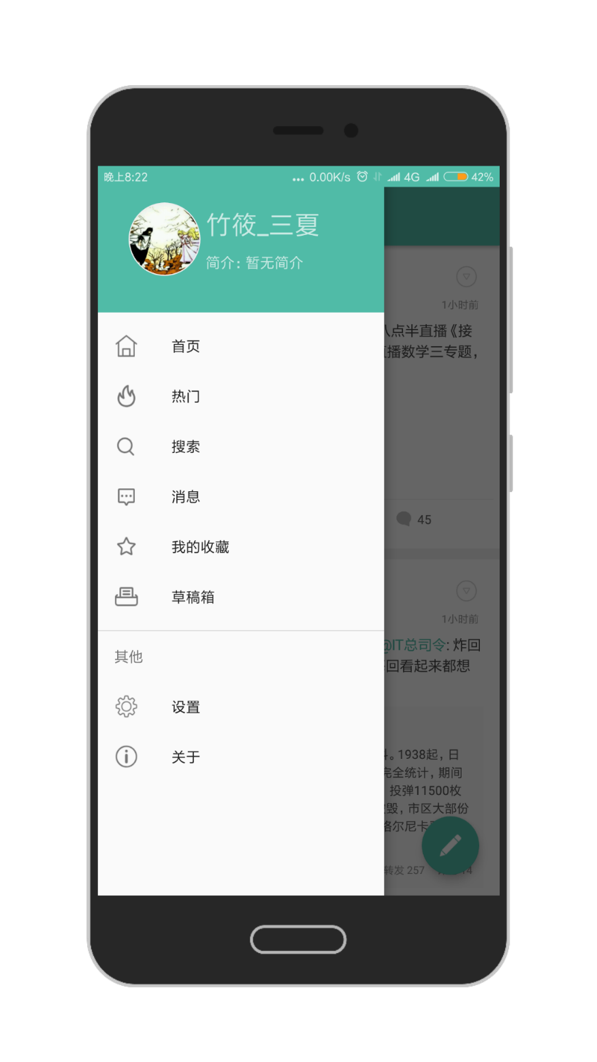 晚上8:22
... 0.00K/s 4G 42%
竹筱_三夏
简介: 暂无简介
首页
热门
搜索
消息
我的收藏
草稿箱
其他
设置
关于
1小时前
八点半直播《接
直播数学三专题,
45
1小时前
@IT总司令: 炸回
回看起来都想
。1938起, 日
完全统计, 期间
投弹11500枚
毁, 市区大部份
格尔尼卡
转发 257